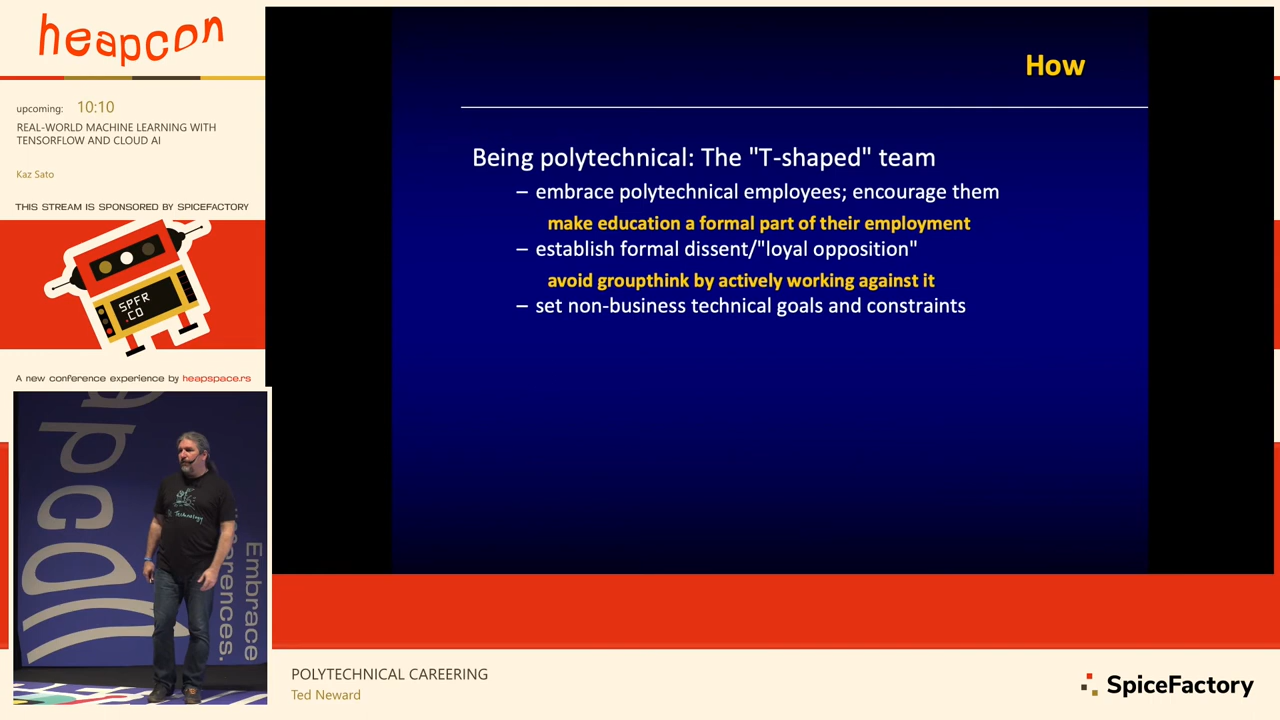 heapcon
upcoming: 10:10
REAL-WORLD MACHINE LEARNING WITH
TENSORFLOW AND CLOUD AI
Kaz Sato
THIS STREAM IS SPONSORED BY SPICEFACTORY
SPFR
.CO
A new conference experience by heapspace.rs
How
Being polytechnical: The "T-shaped" team
– embrace polytechnical employees; encourage them
make education a formal part of their employment
– establish formal dissent/"loyal opposition"
avoid groupthink by actively working against it
– set non-business technical goals and constraints
Technology
Embrace
POLYTECHNICAL CAREERING
Ted Neward
SpiceFactory